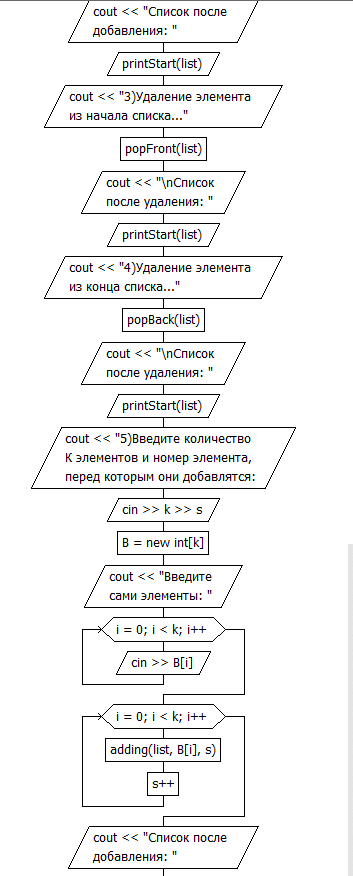 cout << "Список после
добавления: "
printStart(list)
cout << "3)Удаление элемента
из начала списка..."
popFront(list)
cout << "\nСписок
после удаления: "
printStart(list)
cout << "4)Удаление элемента
из конца списка..."
popBack(list)
cout << "\nСписок
после удаления: "
printStart(list)
cout << "5)Введите количество
К элементов и номер элемента,
перед которым они добавлятся:
cin >> k >> s
B = new int[k]
cout << "Введите
сами элементы: "
i = 0; i < k; i++
cin >> B[i]
i = 0; i < k; i++
adding(list, B[i], s)
s++
cout << "Список после
добавления: "